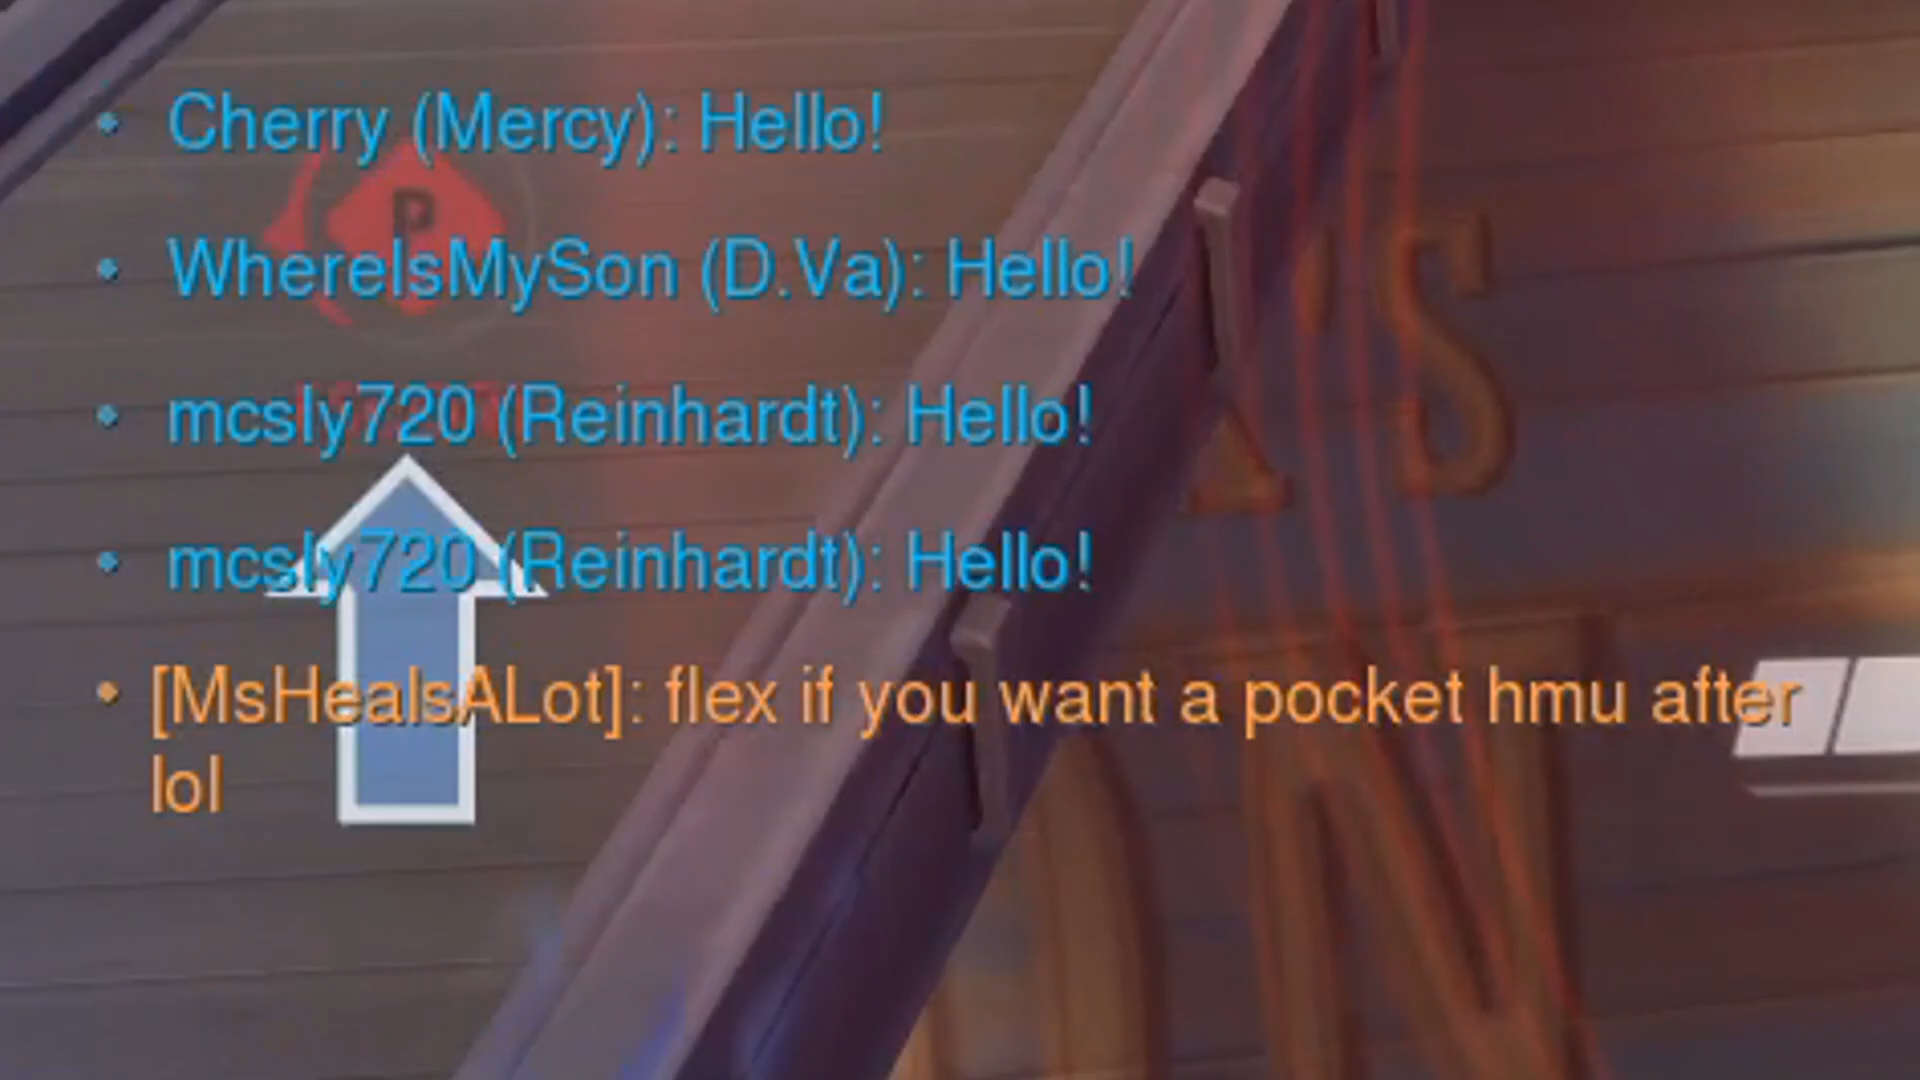 Cherry (Mercy): Hello!
P
WhereIsMySon (D.Va): Hello!
'S
mcsly720 (Reinhardt): Hello!
mcsly720 (Reinhardt): Hello!
[MsHealsALot]: flex if you want a pocket hmu after
lol